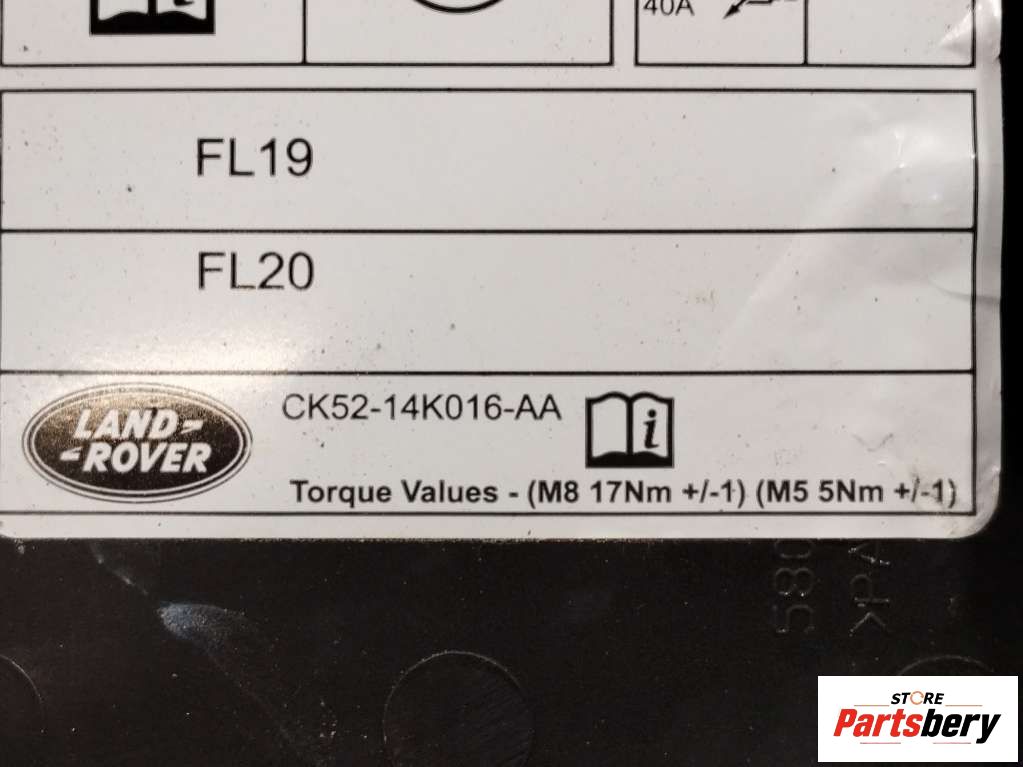 40A
FL19
FL20
LAND-
-ROVER
CK52-14K016-AA
i
Torque Values - (M8 17Nm +/-1) (M5 5Nm +/-1)
STORE
Partsbery